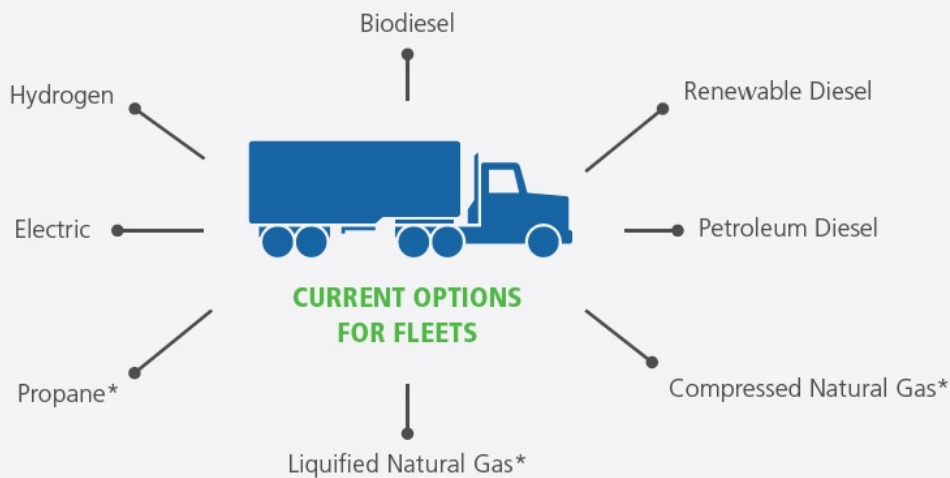 Biodiesel
Hydrogen
Renewable Diesel
Electric
Petroleum Diesel
CURRENT OPTIONS
FOR FLEETS
Propane*
Compressed Natural Gas*
Liquified Natural Gas*